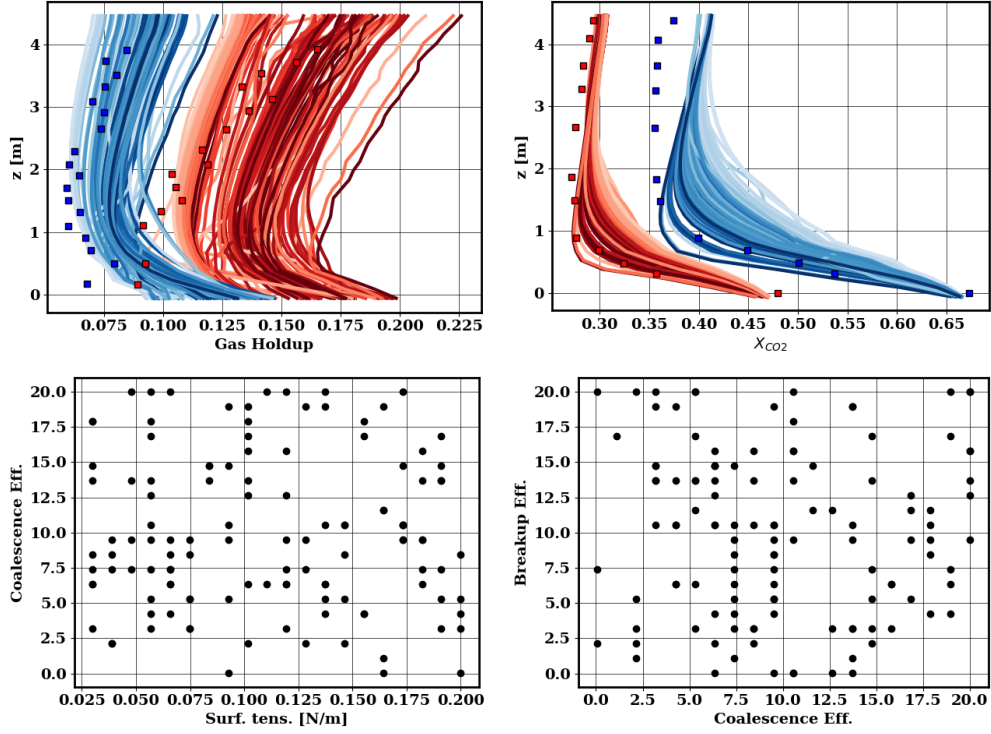 4
3
2
1
0
z [m]
0.075 0.100 0.125 0.150 0.175 0.200 0.225
Gas Holdup
4
3
2
1
0
z [m]
0.30 0.35 0.40 0.45 0.50 0.55 0.60 0.65
X_{CO2}
20.0
17.5
15.0
12.5
10.0
7.5
5.0
2.5
0.0
Coalescence Eff.
0.025 0.050 0.075 0.100 0.125 0.150 0.175 0.200
Surf. tens. [N/m]
20.0
17.5
15.0
12.5
10.0
7.5
5.0
2.5
0.0
Breakup Eff.
0.0 2.5 5.0 7.5 10.0 12.5 15.0 17.5 20.0
Coalescence Eff.